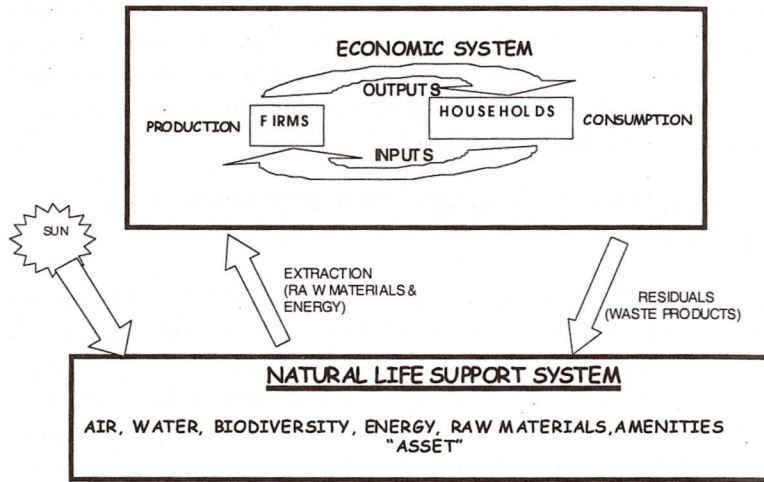 ECONOMIC SYSTEM
OUTPUTS
FIRMS
HOUSEHOLDS
PRODUCTION
CONSUMPTION
INPUTS
SUN
EXTRACTION
(RA W MATERIALS &
ENERGY)
RESIDUALS
(WASTE PRODUCTS)
NATURAL LIFE SUPPORT SYSTEM
AIR, WATER, BIODIVERSITY, ENERGY, RAW MATERIALS,AMENITIES
"ASSET"